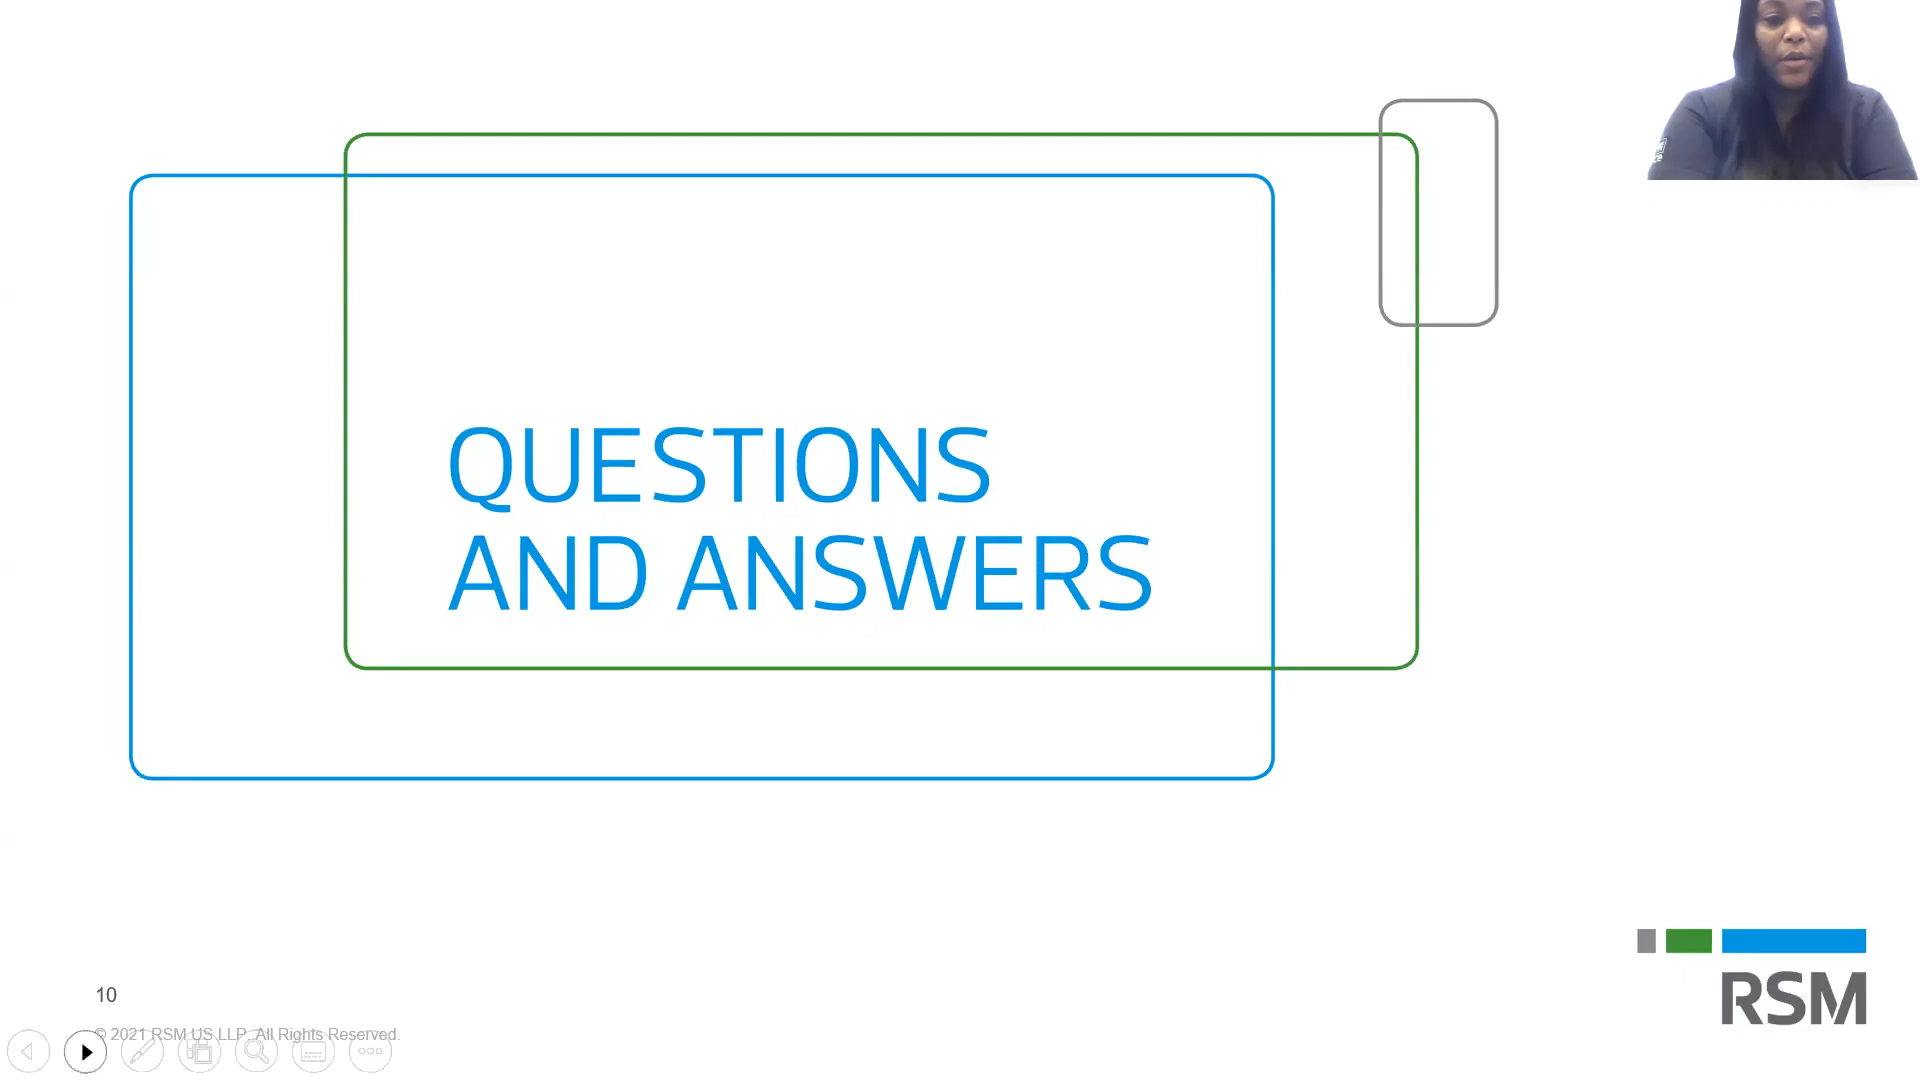 QUESTIONS
AND ANSWERS
RSM
10
© 2021 RSM US LLP. All Rights Reserved.